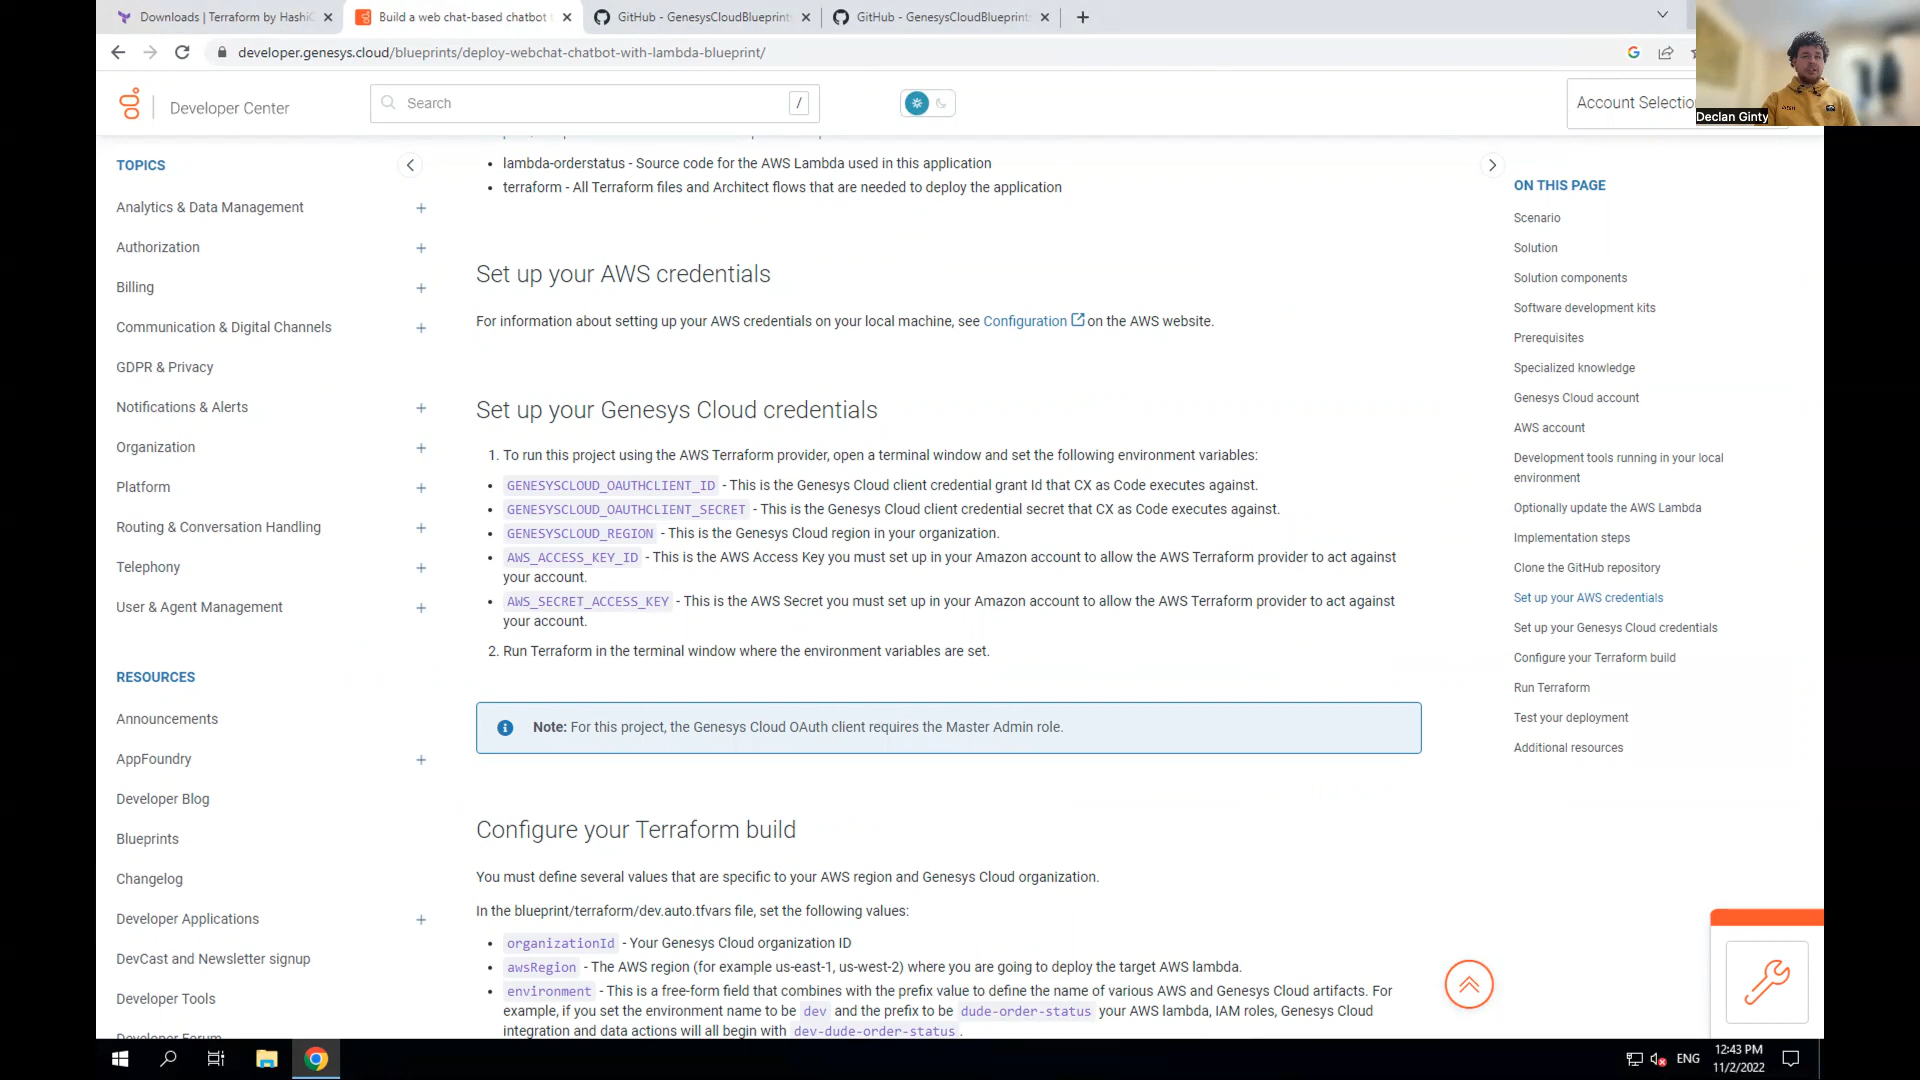 Downloads | Terraform by HashiC
Build a web chat-based chatbot
GitHub - GenesysCloudBlueprint
GitHub - GenesysCloudBlueprint
developer.genesys.cloud/blueprints/deploy-webchat-chatbot-with-lambda-blueprint/
Developer Center
Search
/
Account Selectio
Declan Ginty
TOPICS
Analytics & Data Management
Authorization
Billing
Communication & Digital Channels
GDPR & Privacy
Notifications & Alerts
Organization
Platform
Routing & Conversation Handling
Telephony
User & Agent Management
RESOURCES
Announcements
AppFoundry
Developer Blog
Blueprints
Changelog
Developer Applications
DevCast and Newsletter signup
Developer Tools
Developer Forum
• lambda-orderstatus - Source code for the AWS Lambda used in this application
• terraform - All Terraform files and Architect flows that are needed to deploy the application
Set up your AWS credentials
For information about setting up your AWS credentials on your local machine, see Configuration on the AWS website.
Set up your Genesys Cloud credentials
1. To run this project using the AWS Terraform provider, open a terminal window and set the following environment variables:
• GENESYSCLOUD_OAUTHCLIENT_ID - This is the Genesys Cloud client credential grant Id that CX as Code executes against.
• GENESYSCLOUD_OAUTHCLIENT_SECRET - This is the Genesys Cloud client credential secret that CX as Code executes against.
• GENESYSCLOUD_REGION - This is the Genesys Cloud region in your organization.
• AWS_ACCESS_KEY_ID - This is the AWS Access Key you must set up in your Amazon account to allow the AWS Terraform provider to act against
your account.
• AWS_SECRET_ACCESS_KEY - This is the AWS Secret you must set up in your Amazon account to allow the AWS Terraform provider to act against
your account.
2. Run Terraform in the terminal window where the environment variables are set.
Note: For this project, the Genesys Cloud OAuth client requires the Master Admin role.
Configure your Terraform build
You must define several values that are specific to your AWS region and Genesys Cloud organization.
In the blueprint/terraform/dev.auto.tfvars file, set the following values:
• organizationId - Your Genesys Cloud organization ID
• awsRegion - The AWS region (for example us-east-1, us-west-2) where you are going to deploy the target AWS lambda.
• environment - This is a free-form field that combines with the prefix value to define the name of various AWS and Genesys Cloud artifacts. For
example, if you set the environment name to be dev and the prefix to be dude-order-status your AWS lambda, IAM roles, Genesys Cloud
integration and data actions will all begin with dev-dude-order-status .
ON THIS PAGE
Scenario
Solution
Solution components
Software development kits
Prerequisites
Specialized knowledge
Genesys Cloud account
AWS account
Development tools running in your local
environment
Optionally update the AWS Lambda
Implementation steps
Clone the GitHub repository
Set up your AWS credentials
Set up your Genesys Cloud credentials
Configure your Terraform build
Run Terraform
Test your deployment
Additional resources
ENG
12:43 PM
11/2/2022